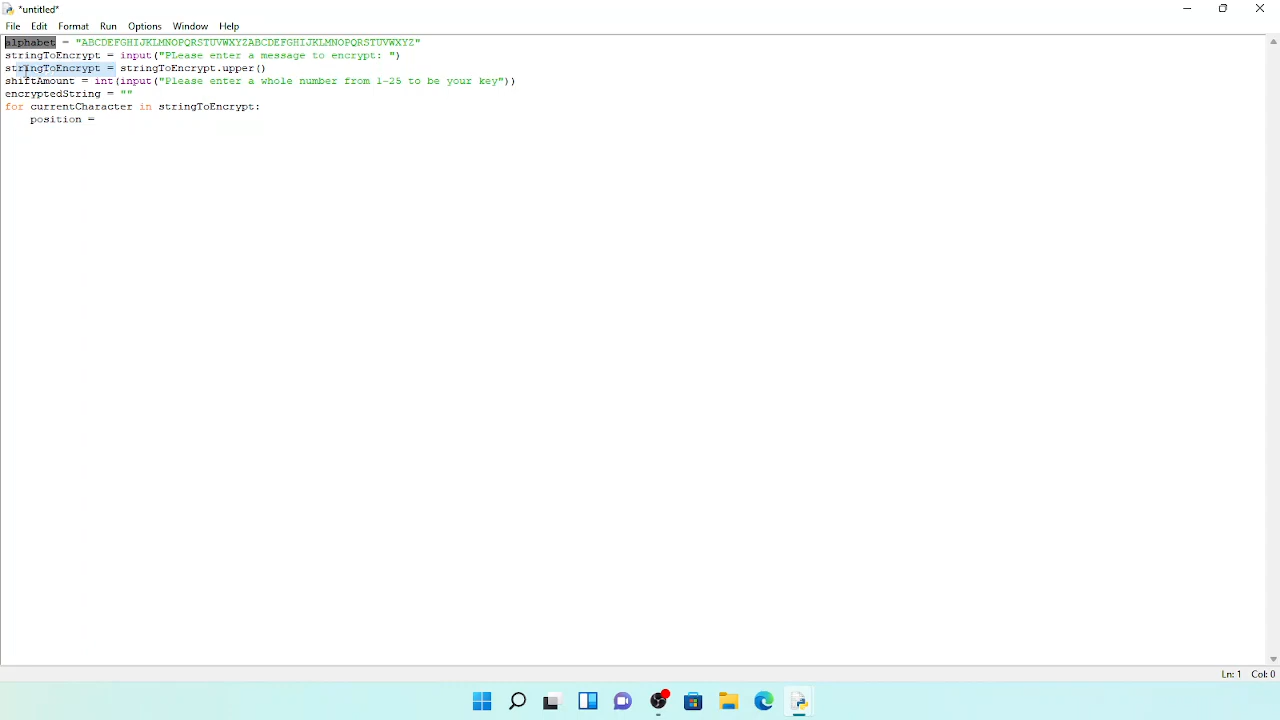 *untitled*
File Edit Format Run Options Window Help
alphabet = "ABCDEFGHIJKLMNOPQRSTUVWXYZABCDEFGHIJKLMNOPQRSTUVWXYZ"
stringToEncrypt = input("PLease enter a message to encrypt: ")
stringToEncrypt = stringToEncrypt.upper()
shiftAmount = int(input("Please enter a whole number from 1-25 to be your key"))
encryptedString = ""
for currentCharacter in stringToEncrypt:
    position =
Ln: 1 Col: 0